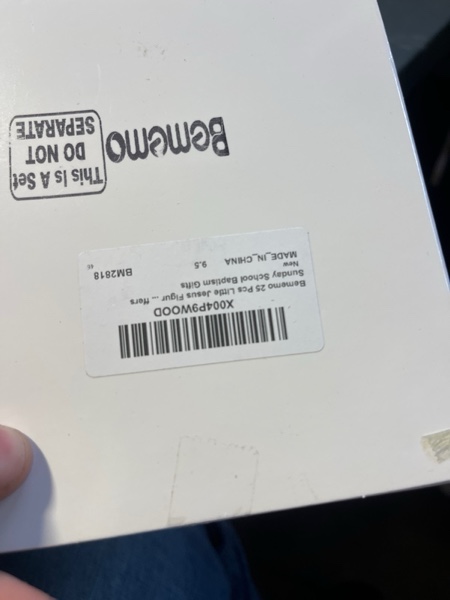 X004P9WOOD
Bememo 25 Pcs Little Jesus Figur ... ffors
Sunday School Baptism Gifts
New
MADE_IN_CHINA 9.5 BM2818
Bememo
This Is A Set
DO NOT
SEPARATE